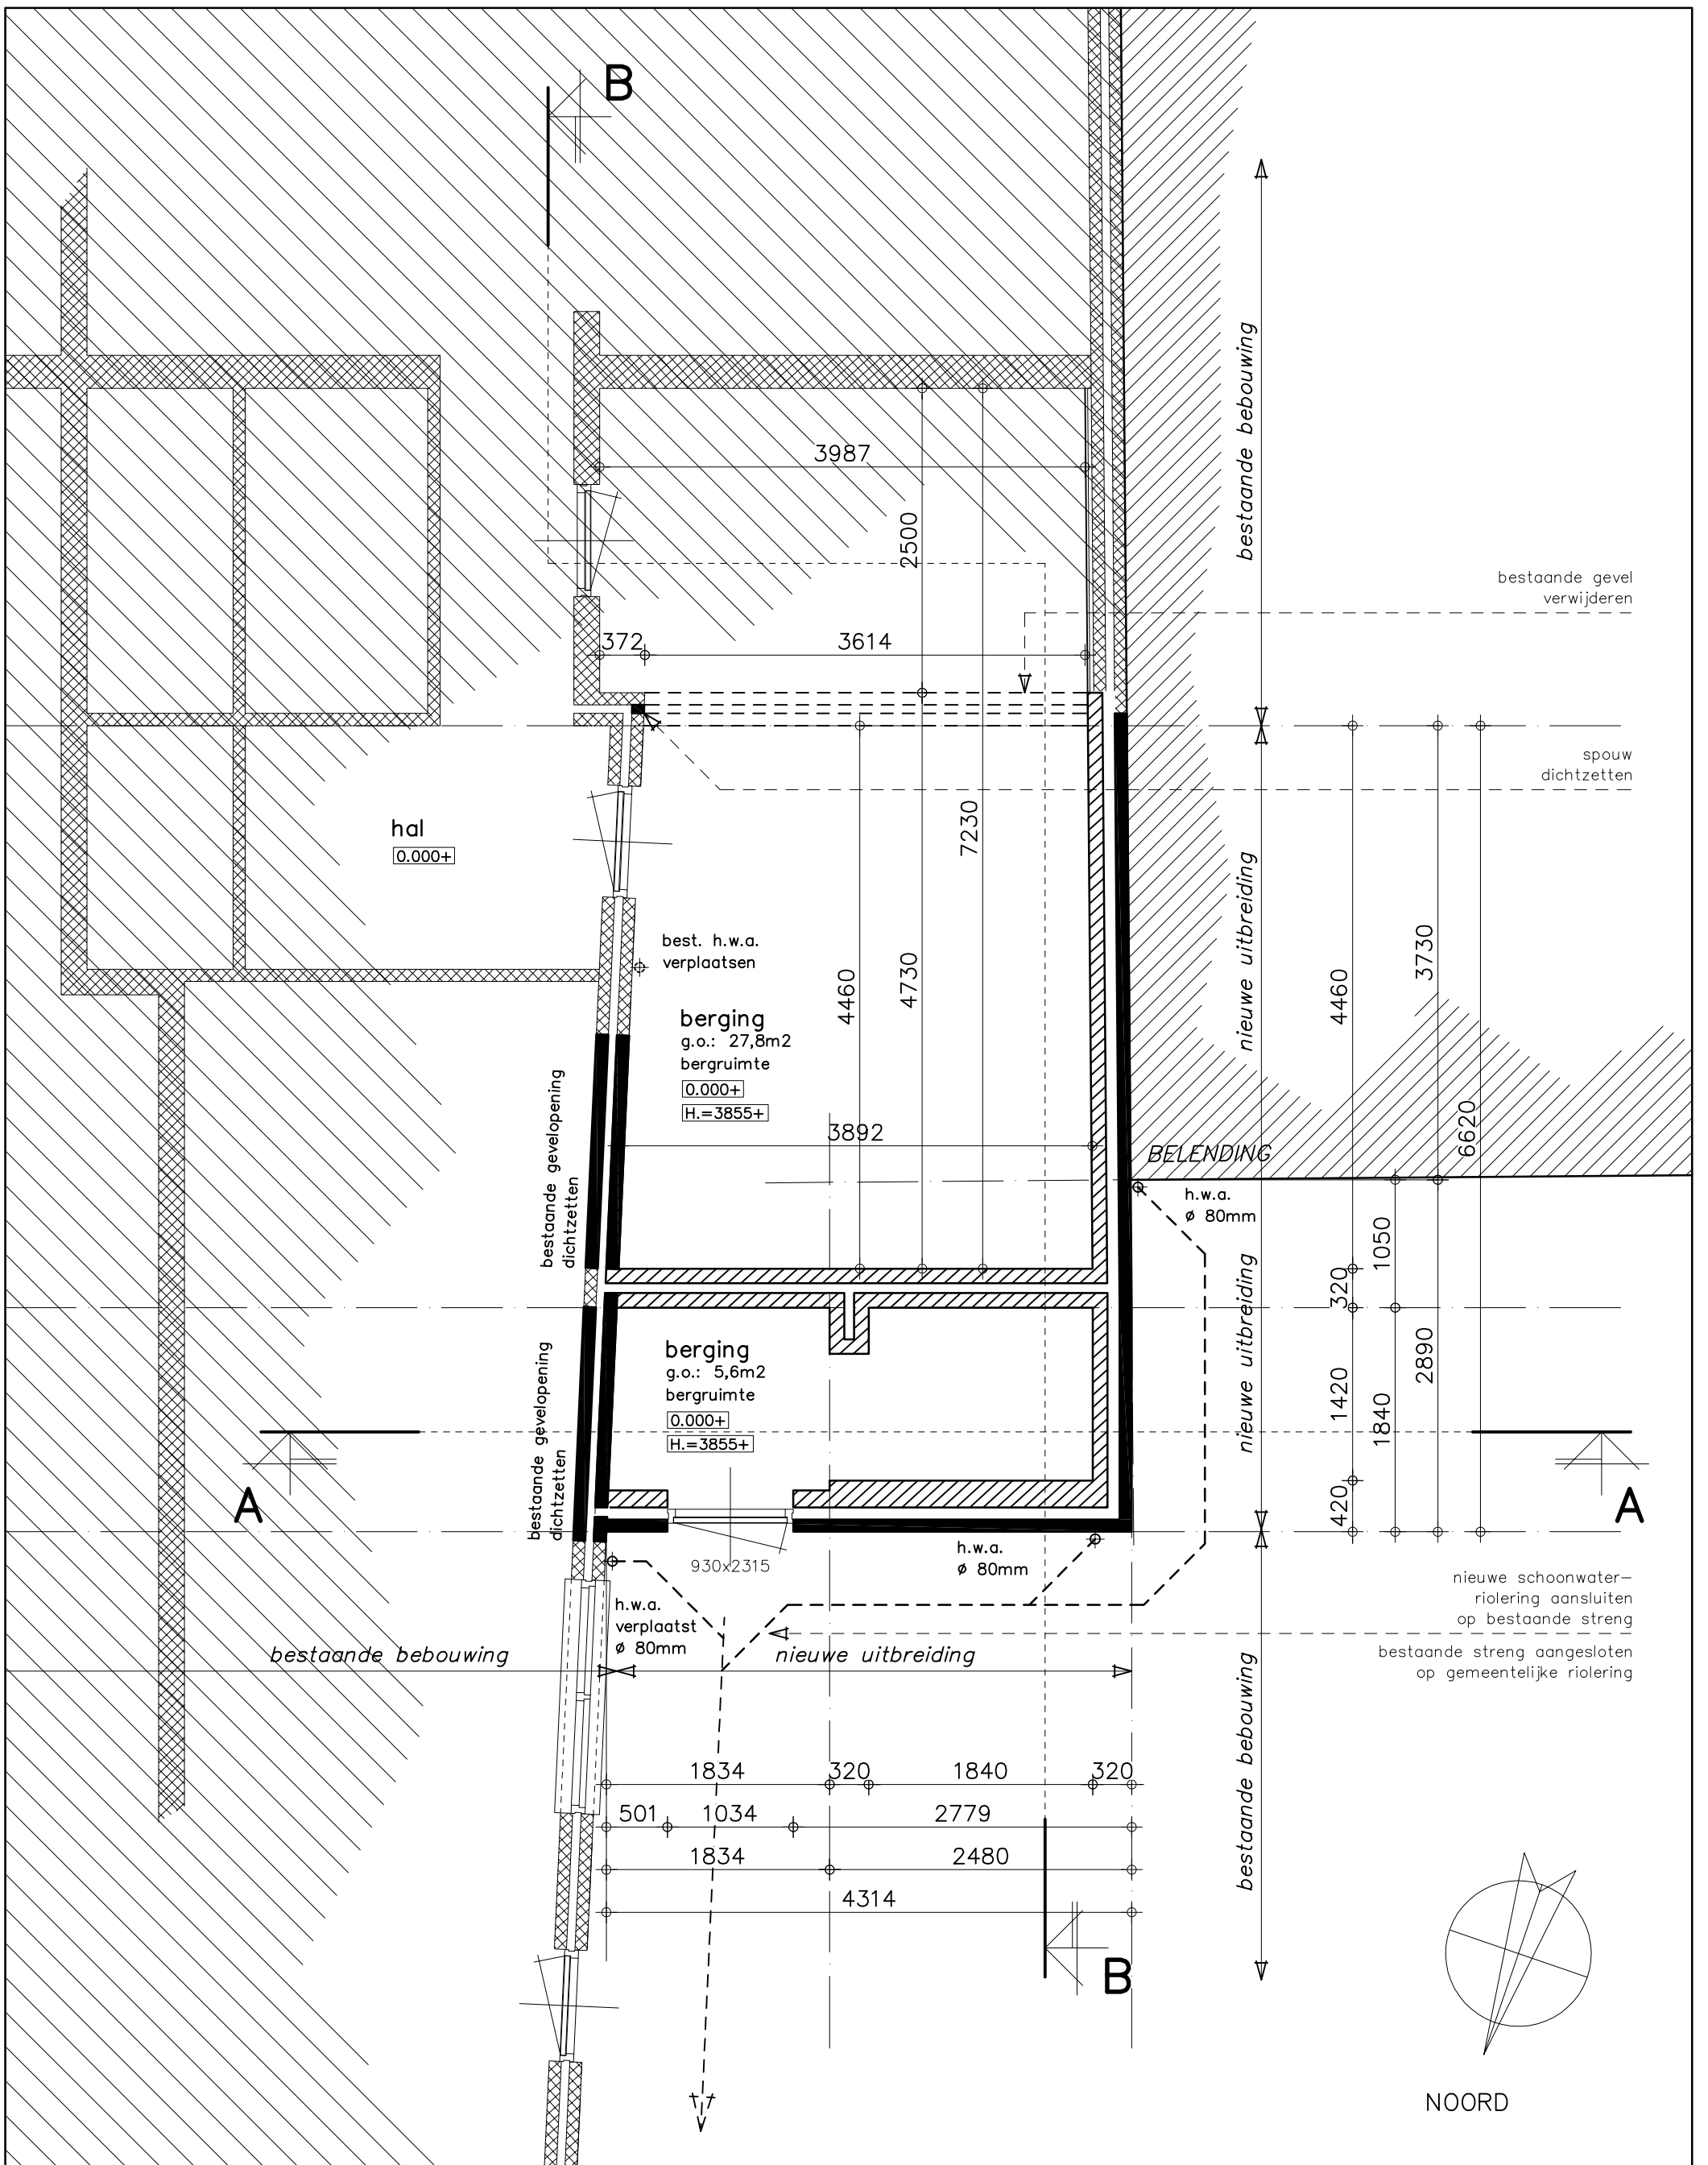 B
3987
2500
bestaande bebouwing
bestaande gevel
verwijderen
372
3614
spouw
dichtzetten
hal
0.000+
7230
nieuwe uitbreiding
best. h.w.a.
verplaatsen
4460
4730
4460
3730
berging
g.o.: 27,8m2
bergruimte
0.000+
H.=3855+
bestaande gevelopening
dichtzetten
3892
BELENDING
6620
h.w.a.
ø 80mm
1050
320
nieuwe uitbreiding
2890
1420
1840
420
berging
g.o.: 5,6m2
bergruimte
0.000+
H.=3855+
bestaande gevelopening
dichtzetten
A
A
930x2315
h.w.a.
ø 80mm
nieuwe schoonwater-
riolering aansluiten
op bestaande streng
bestaande streng aangesloten
op gemeentelijke riolering
h.w.a.
verplaatst
ø 80mm
bestaande bebouwing
nieuwe uitbreiding
bestaande bebouwing
1834
320
1840
320
501
1034
2779
1834
2480
4314
B
NOORD